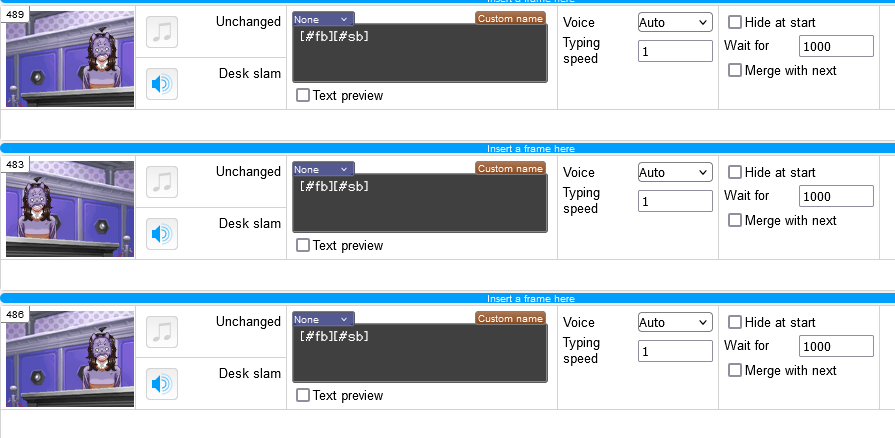 Insert a frame here
489
Unchanged
Desk slam
None
Custom name
[#fb][#sb]
Text preview
Voice
Auto
Typing speed
1
Hide at start
Wait for
1000
Merge with next
Insert a frame here
483
Unchanged
Desk slam
None
Custom name
[#fb][#sb]
Text preview
Voice
Auto
Typing speed
1
Hide at start
Wait for
1000
Merge with next
Insert a frame here
486
Unchanged
Desk slam
None
Custom name
[#fb][#sb]
Text preview
Voice
Auto
Typing speed
1
Hide at start
Wait for
1000
Merge with next